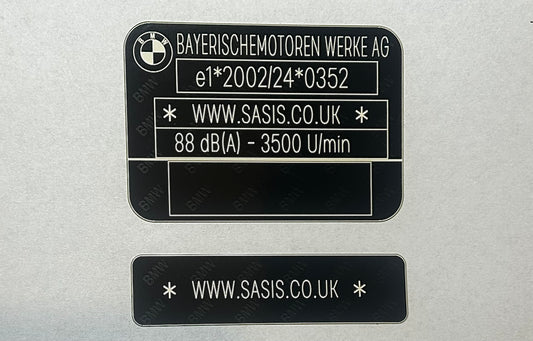 BMW
BAYERISCHEMOTOREN WERKE AG
e1*2002/24*0352
* WWW.SASIS.CO.UK *
88 dB(A) - 3500 U/min
* WWW.SASIS.CO.UK *